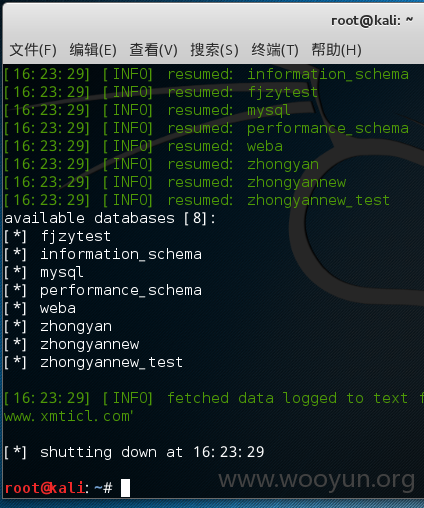 root@kali: ~
文件(F) 编辑(E) 查看(V) 搜索(S) 终端(T) 帮助(H)
[16:23:29] [INFO] resumed: information_schema
[16:23:29] [INFO] resumed: fjzytest
[16:23:29] [INFO] resumed: mysql
[16:23:29] [INFO] resumed: performance_schema
[16:23:29] [INFO] resumed: weba
[16:23:29] [INFO] resumed: zhongyan
[16:23:29] [INFO] resumed: zhongyannew
[16:23:29] [INFO] resumed: zhongyannew_test
available databases [8]:
[*] fjzytest
[*] information_schema
[*] mysql
[*] performance_schema
[*] weba
[*] zhongyan
[*] zhongyannew
[*] zhongyannew_test
[16:23:29] [INFO] fetched data logged to text f
www.xmticl.com'
[*] shutting down at 16:23:29
www.wooyun.org
root@kali:~#